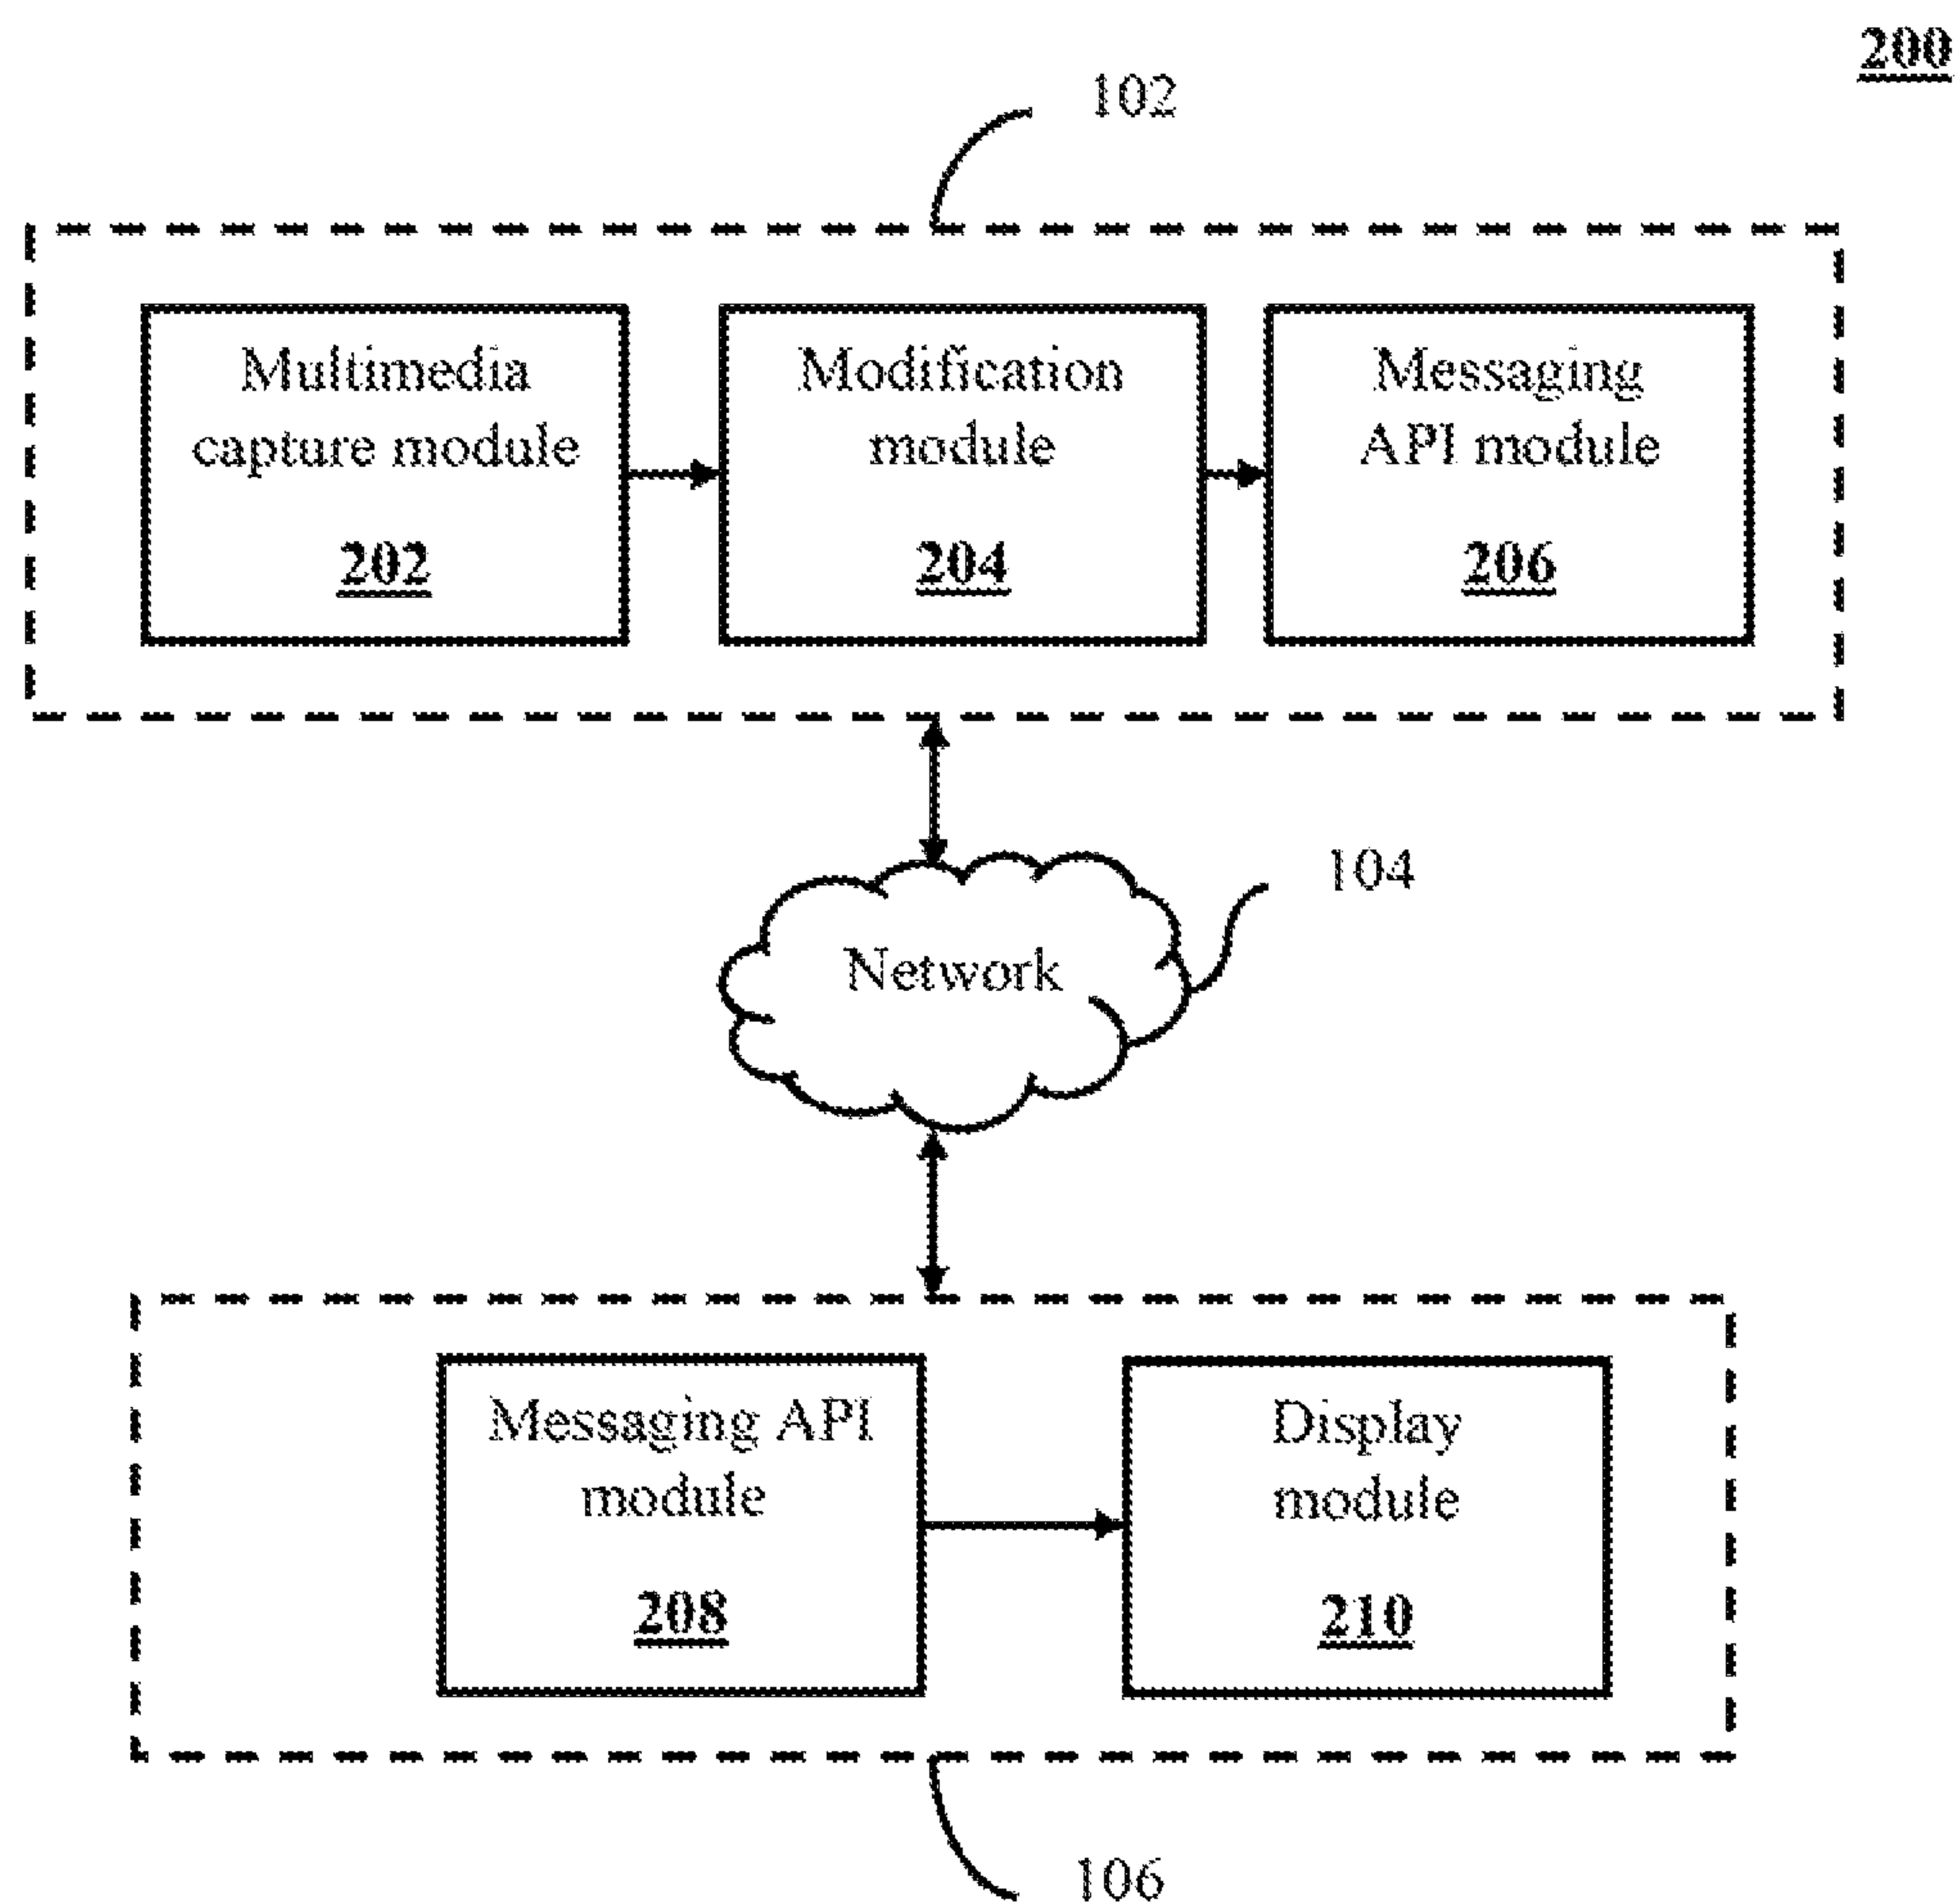 200
102
Multimedia
capture module
202
Modification
module
204
Messaging
API module
206
104
Network
Messaging API
module
208
Display
module
210
106